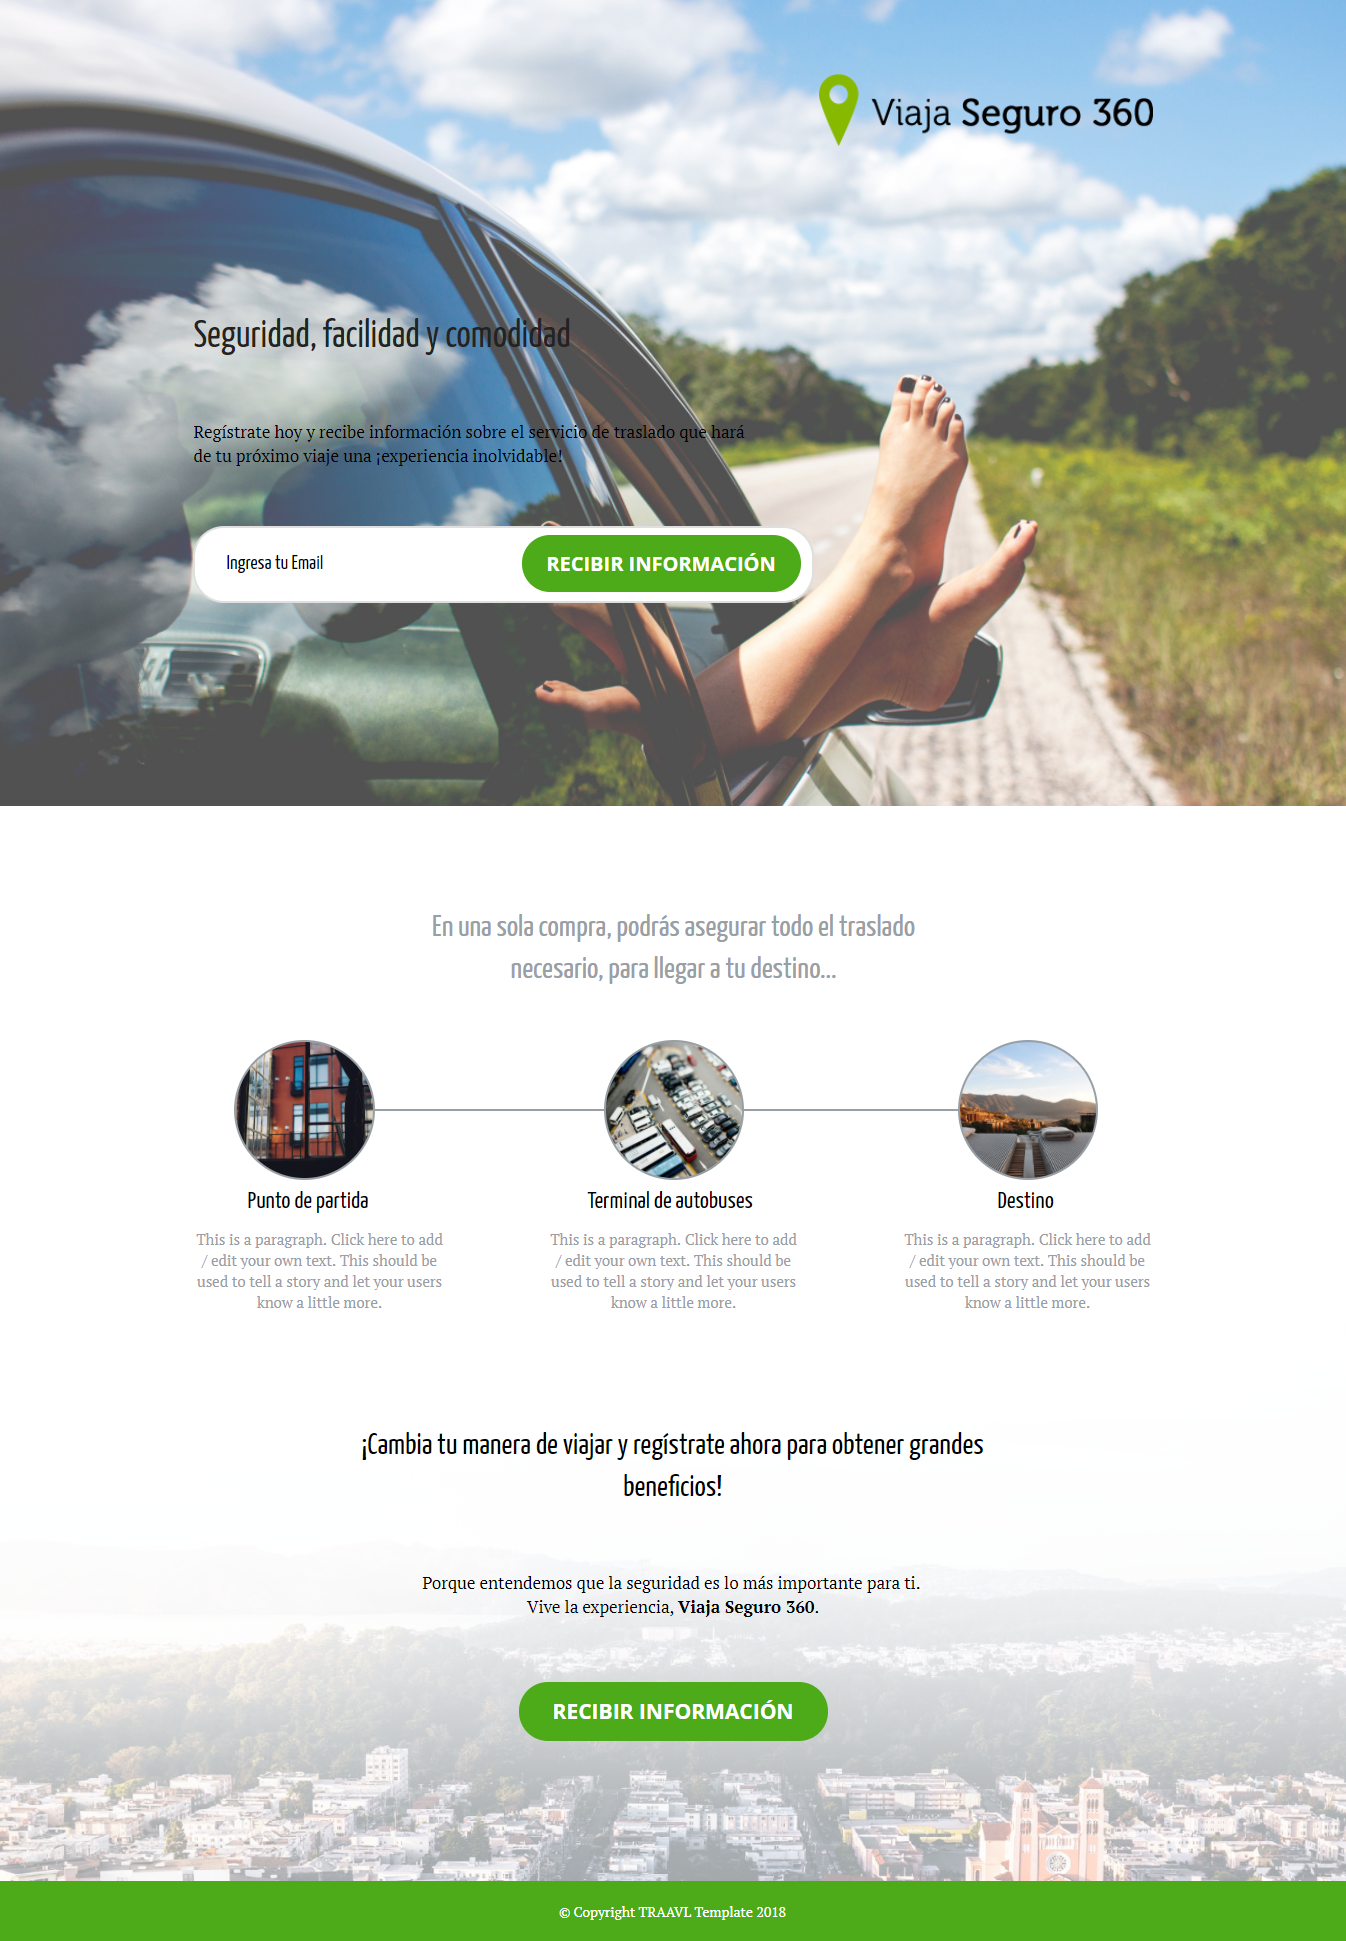 Viaja Seguro 360
Seguridad, facilidad y comodidad
Regístrate hoy y recibe información sobre el servicio de traslado que hará
de tu próximo viaje una ¡experiencia inolvidable!
Ingresa tu Email
RECIBIR INFORMACIÓN
En una sola compra, podrás asegurar todo el traslado
necesario, para llegar a tu destino...
Punto de partida
This is a paragraph. Click here to add
/ edit your own text. This should be
used to tell a story and let your users
know a little more.
Terminal de autobuses
This is a paragraph. Click here to add
/ edit your own text. This should be
used to tell a story and let your users
know a little more.
Destino
This is a paragraph. Click here to add
/ edit your own text. This should be
used to tell a story and let your users
know a little more.
¡Cambia tu manera de viajar y regístrate ahora para obtener grandes
beneficios!
Porque entendemos que la seguridad es lo más importante para ti.
Vive la experiencia, Viaja Seguro 360.
RECIBIR INFORMACIÓN
© Copyright TRAAVL Template 2018